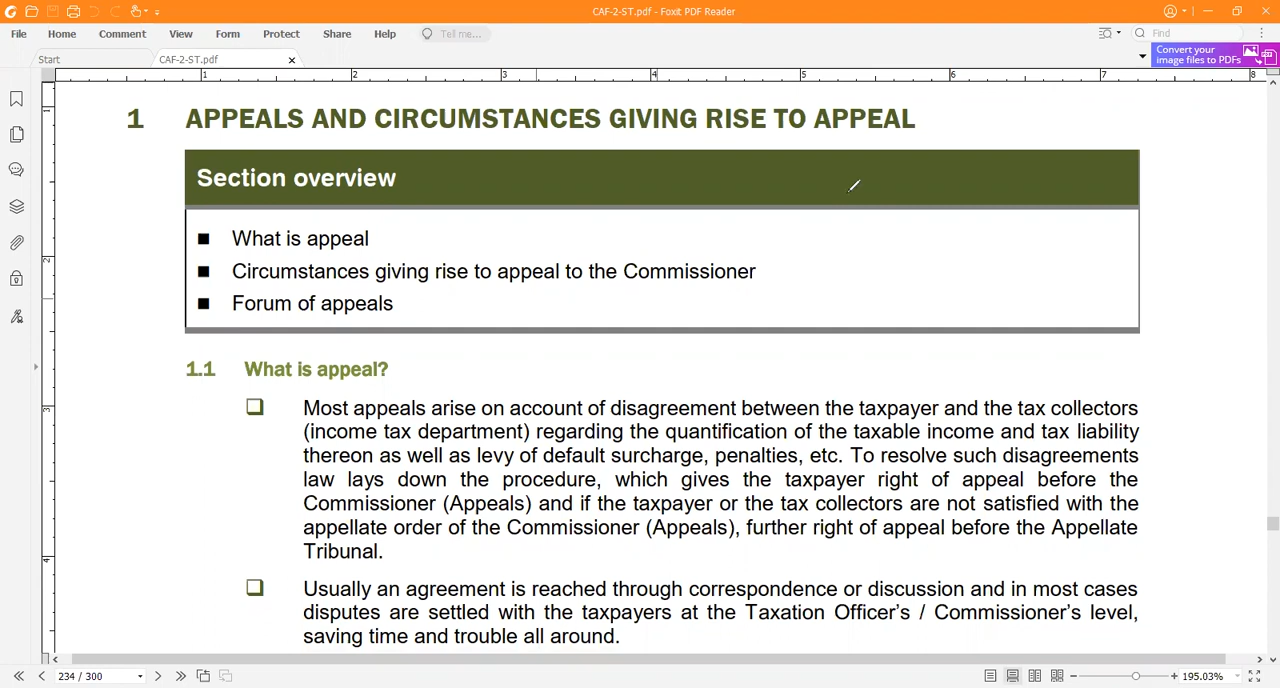 CAF-2-ST.pdf - Foxit PDF Reader
File Home Comment View Form Protect Share Help Tell me... Find
Start CAF-2-ST.pdf
Convert your
image files to PDFs
1 2 3 4 5 6 7 8
1 APPEALS AND CIRCUMSTANCES GIVING RISE TO APPEAL
Section overview
■ What is appeal
■ Circumstances giving rise to appeal to the Commissioner
■ Forum of appeals
1.1 What is appeal?
❑ Most appeals arise on account of disagreement between the taxpayer and the tax collectors
(income tax department) regarding the quantification of the taxable income and tax liability
thereon as well as levy of default surcharge, penalties, etc. To resolve such disagreements
law lays down the procedure, which gives the taxpayer right of appeal before the
Commissioner (Appeals) and if the taxpayer or the tax collectors are not satisfied with the
appellate order of the Commissioner (Appeals), further right of appeal before the Appellate
Tribunal.
❑ Usually an agreement is reached through correspondence or discussion and in most cases
disputes are settled with the taxpayers at the Taxation Officer's / Commissioner's level,
saving time and trouble all around.
234 / 300 195.03%